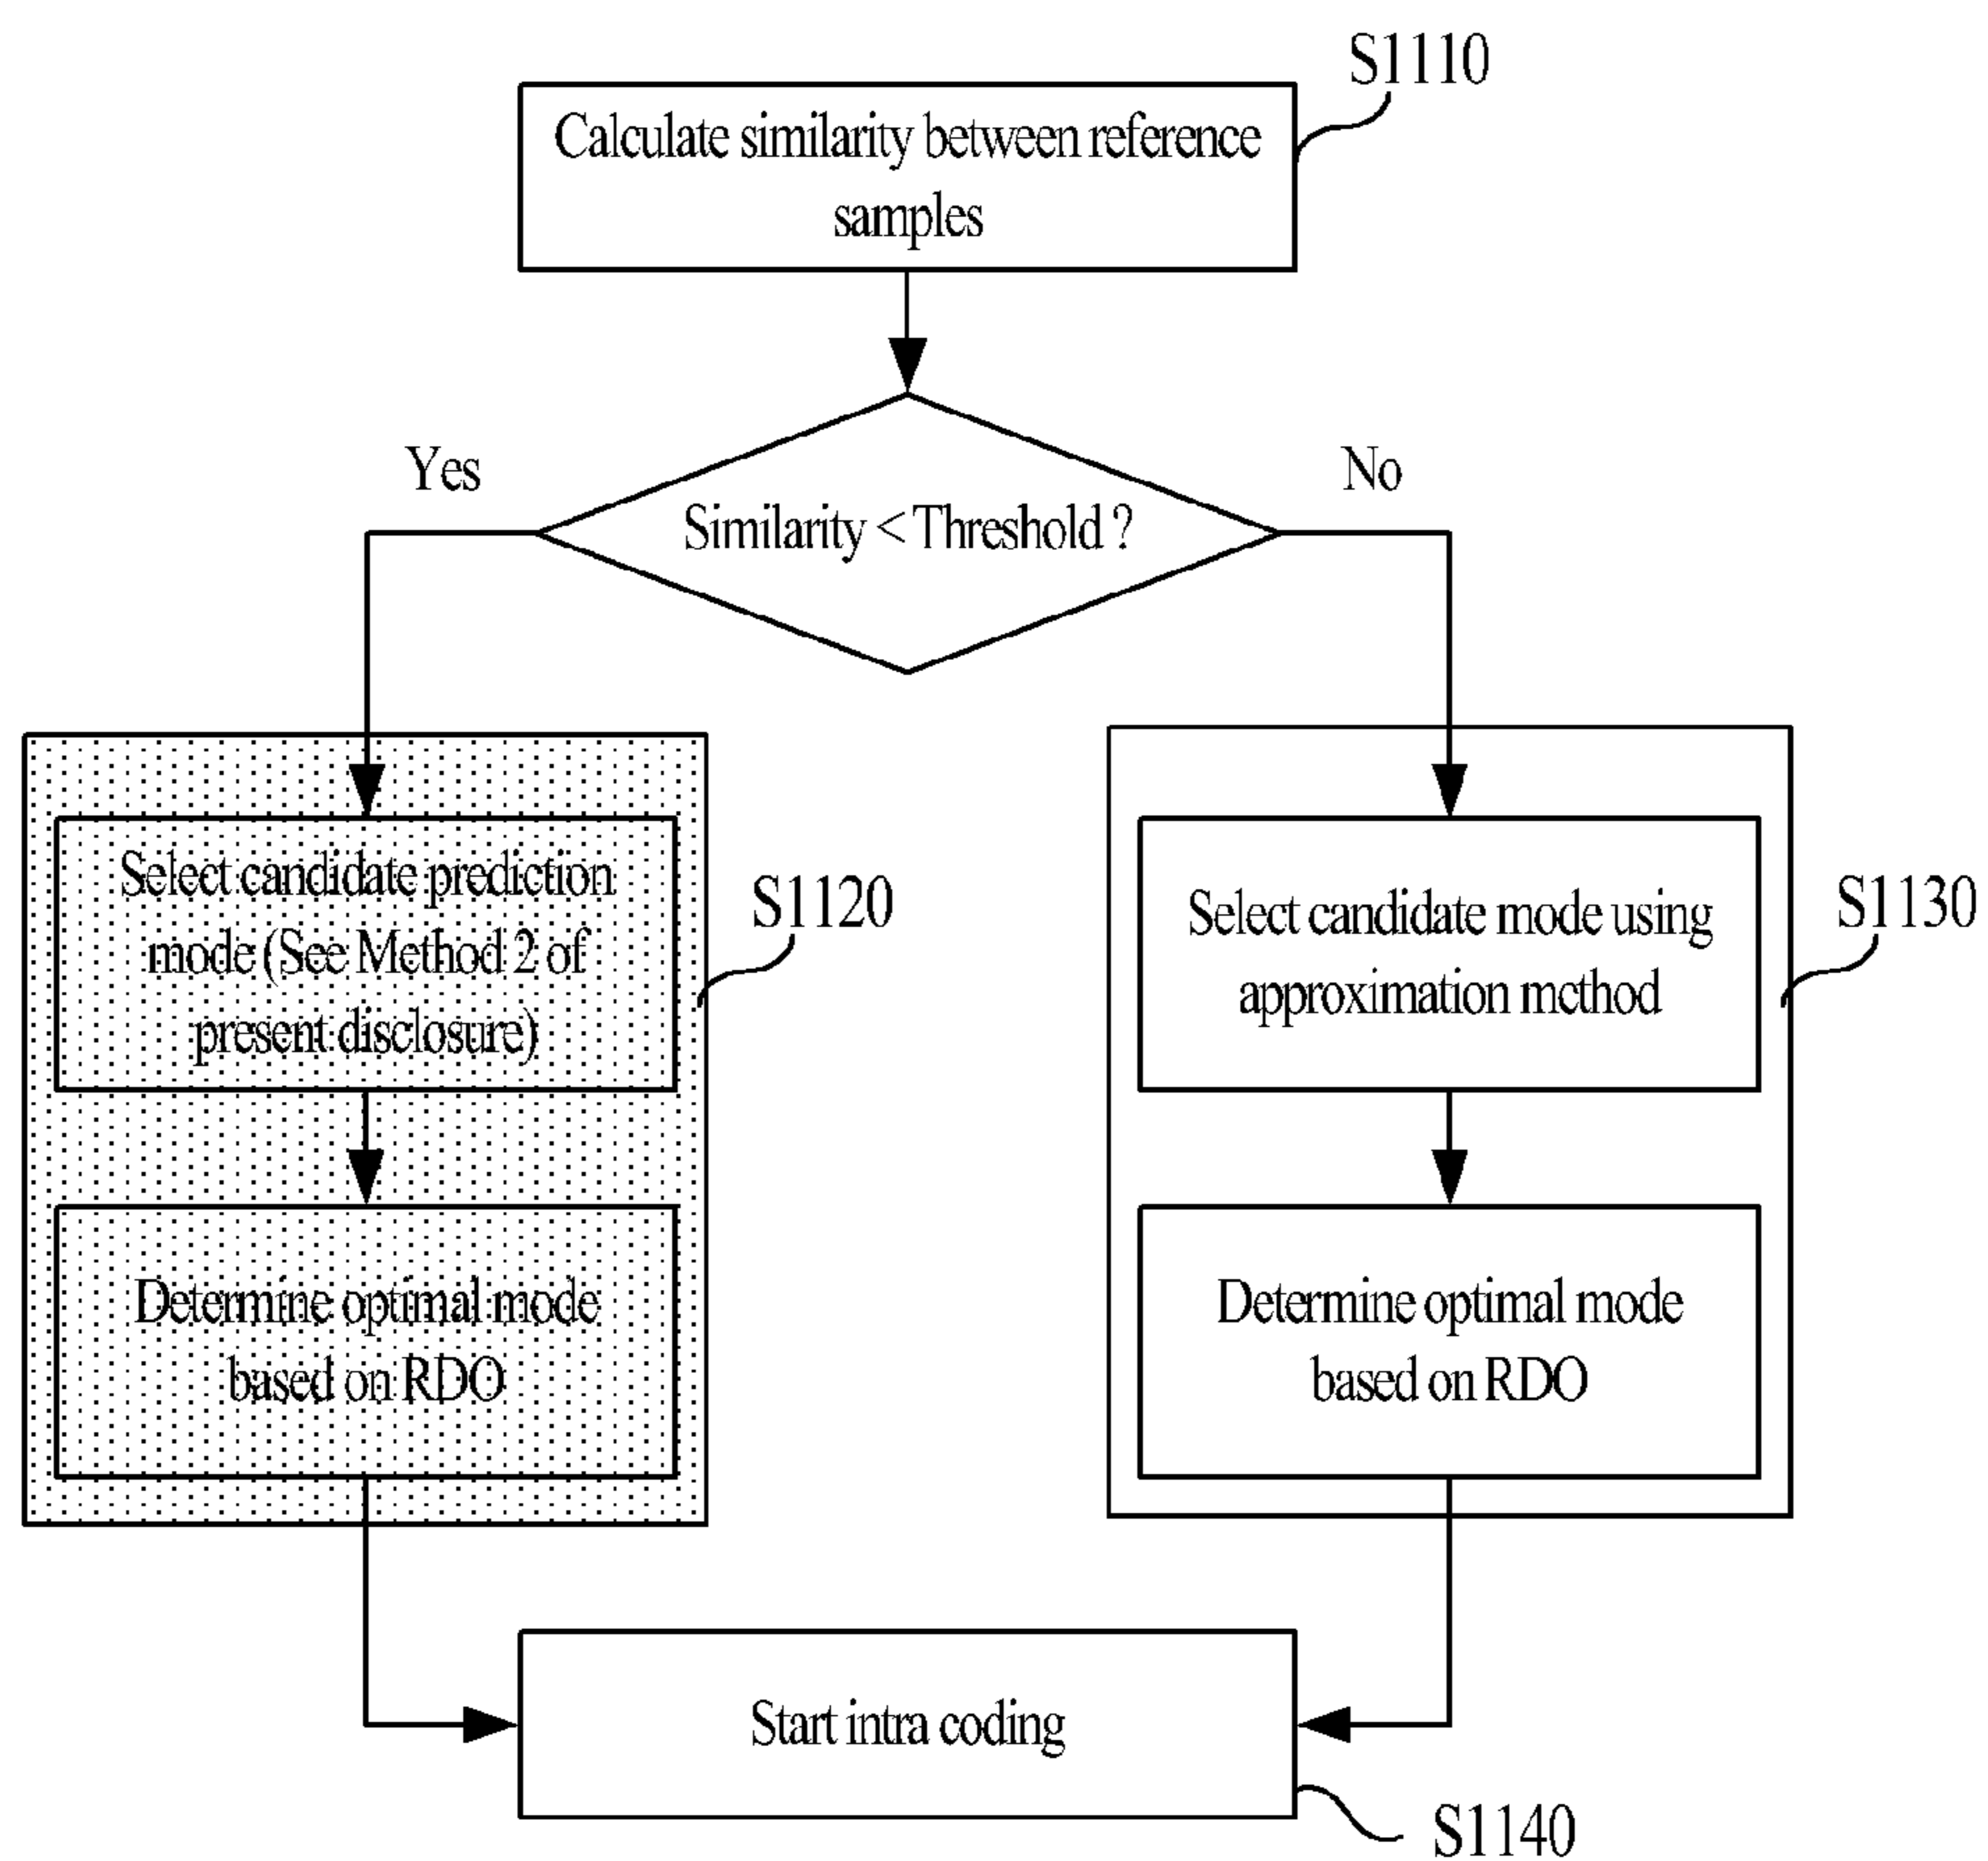 S1110
Calculate similarity between reference
samples
Yes
No
Similarity < Threshold ?
Select candidate prediction
mode (See Method 2 of
present disclosure)
S1120
Select candidate mode using
approximation method
S1130
Determine optimal mode
based on RDO
Determine optimal mode
based on RDO
Start intra coding
S1140